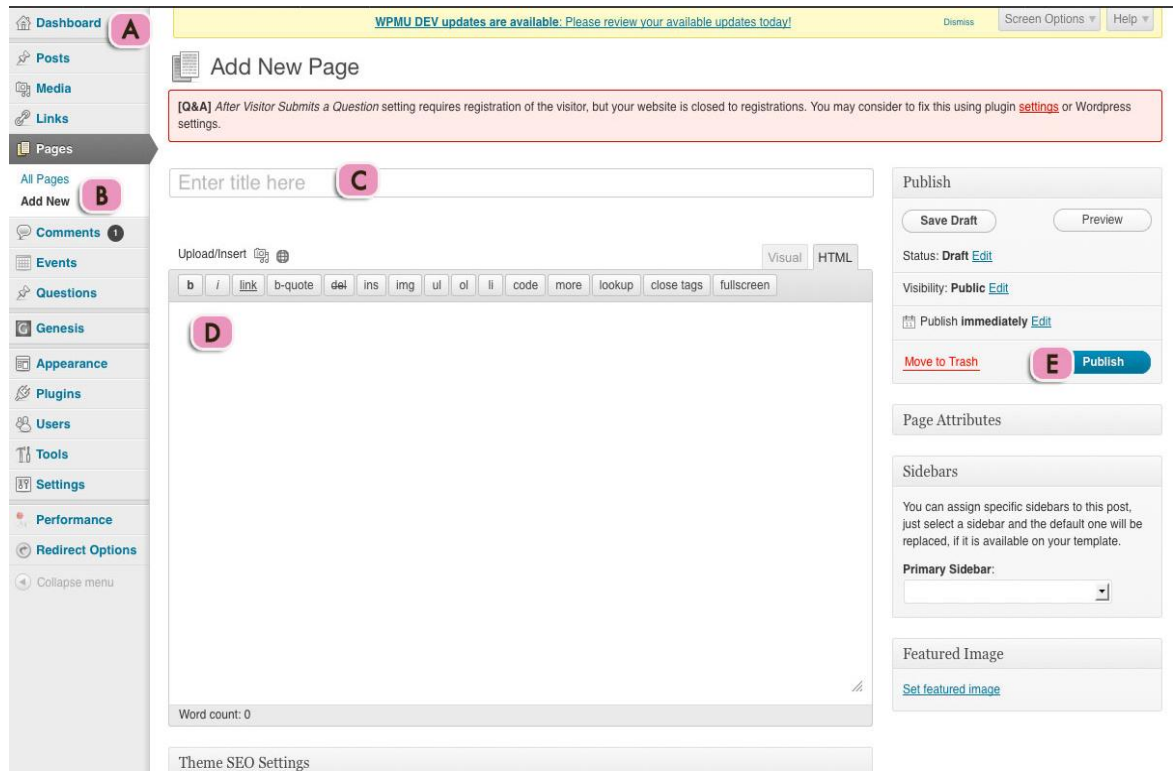 Dashboard
A
Posts
Media
Links
Pages
All Pages
Add New
B
Comments 1
Events
Questions
Genesis
Appearance
Plugins
Users
Tools
Settings
Performance
Redirect Options
Collapse menu
WPMU DEV updates are available: Please review your available updates today!
Dismiss
Screen Options
Help
Add New Page
[Q&A] After Visitor Submits a Question setting requires registration of the visitor, but your website is closed to registrations. You may consider to fix this using plugin settings or Wordpress
settings.
Enter title here
C
Upload/Insert
Visual HTML
b i link b-quote del ins img ul ol li code more lookup close tags fullscreen
D
Word count: 0
Theme SEO Settings
Publish
Save Draft Preview
Status: Draft Edit
Visibility: Public Edit
Publish immediately Edit
Move to Trash E Publish
Page Attributes
Sidebars
You can assign specific sidebars to this post,
just select a sidebar and the default one will be
replaced, if it is available on your template.
Primary Sidebar:
Featured Image
Set featured image